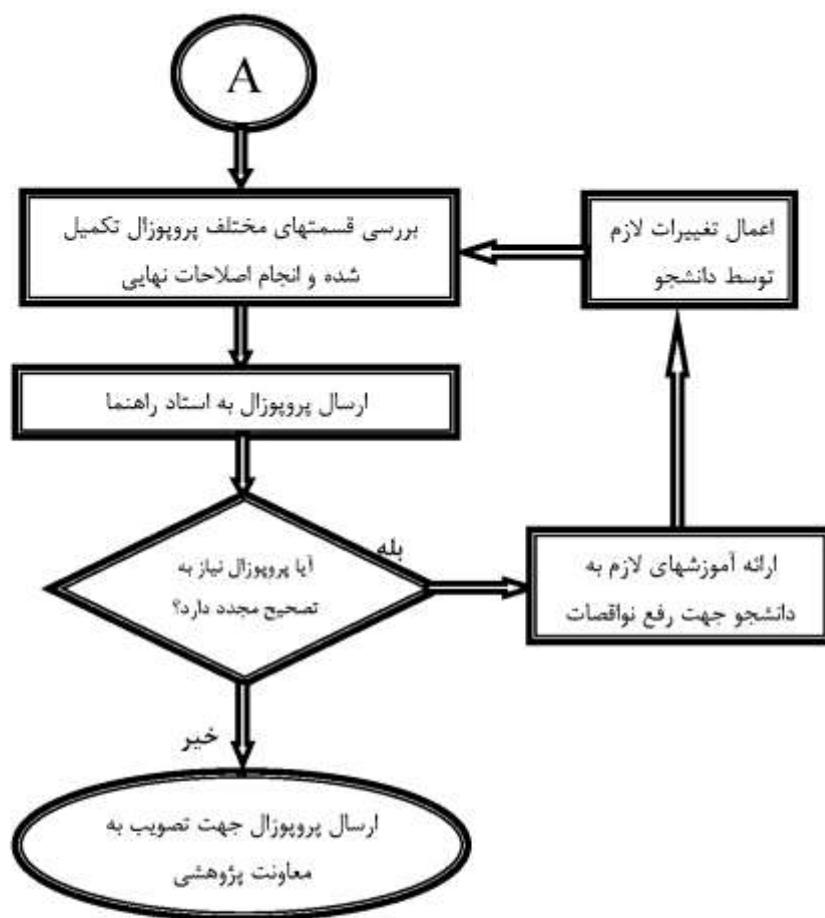 A
بررسی قسمتهای مختلف پروپوزال تکمیل
شده و انجام اصلاحات نهایی
اعمال تغییرات لازم
توسط دانشجو
ارسال پروپوزال به استاد راهنما
آیا پروپوزال نیاز به
تصحیح مجدد دارد؟
بله
ارائه آموزشهای لازم به
دانشجو جهت رفع نواقصات
خیر
ارسال پروپوزال جهت تصویب به
معاونت پژوهشی